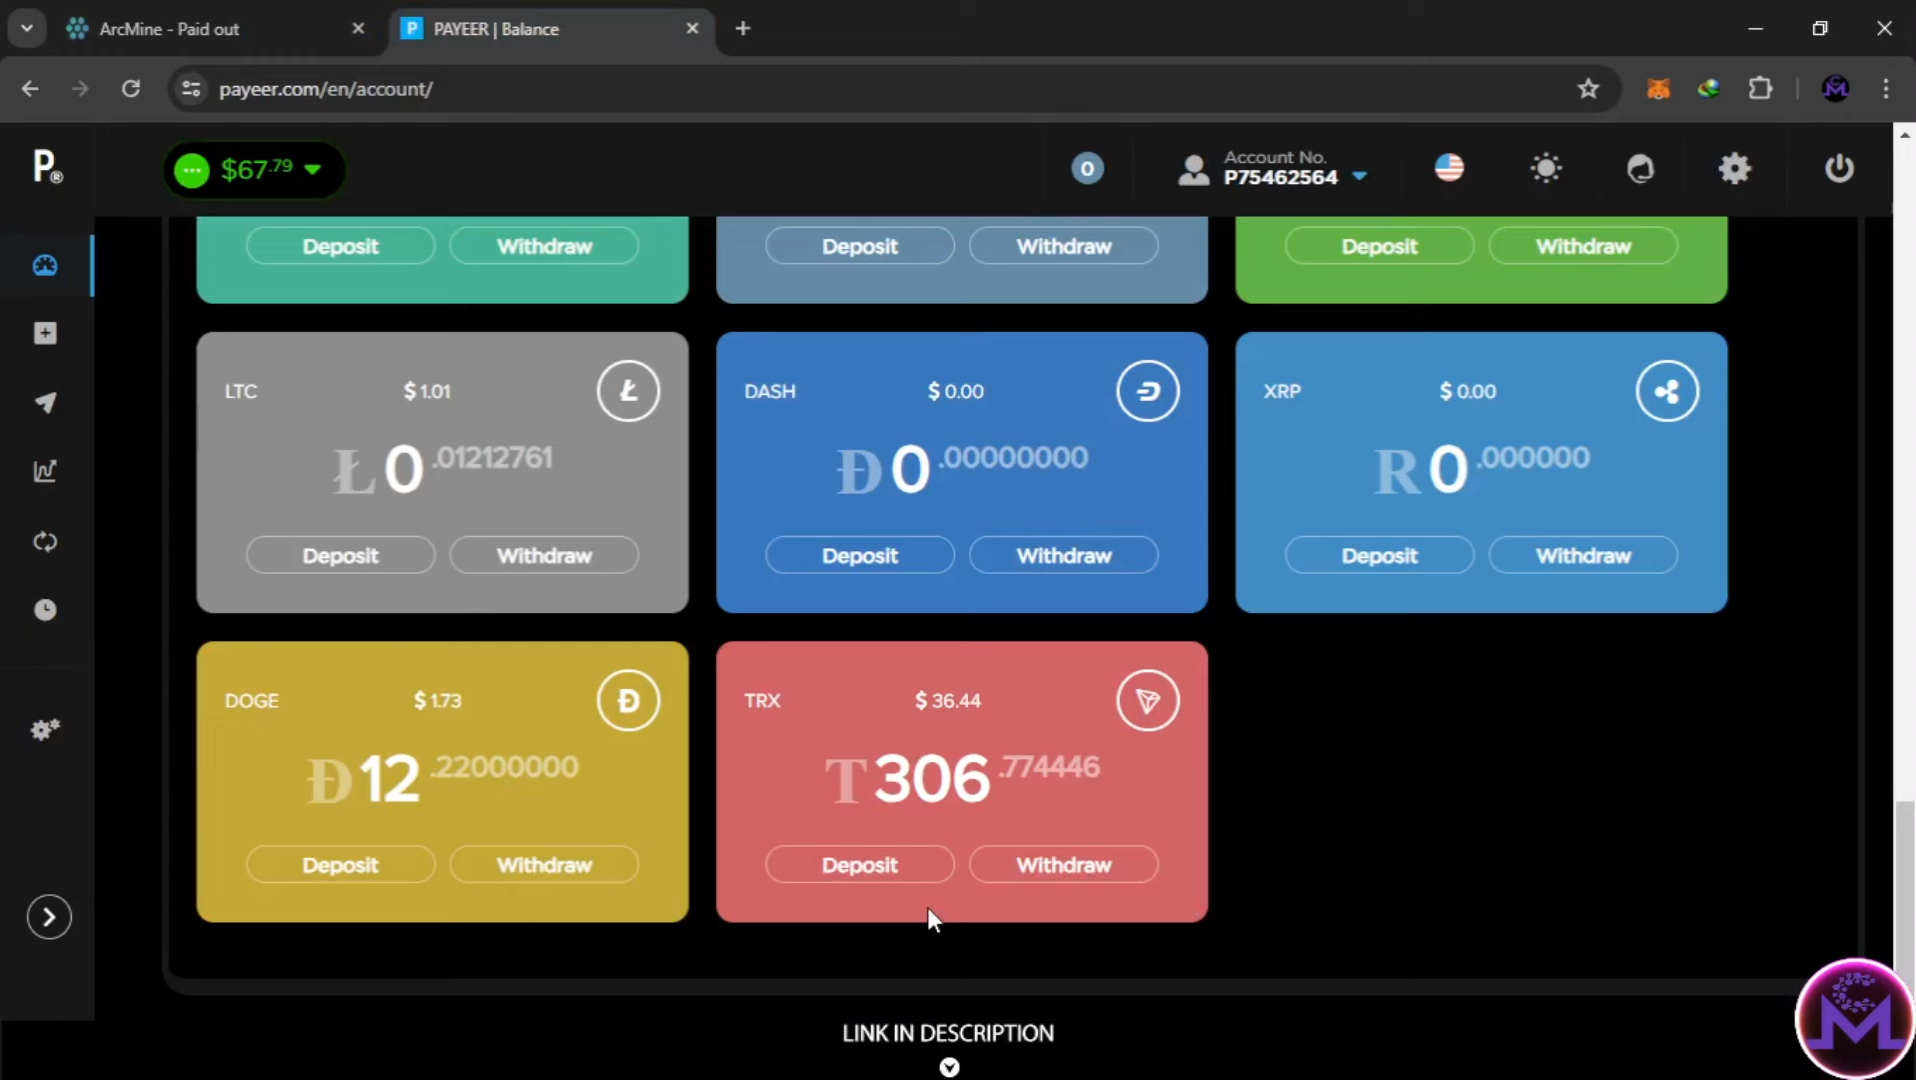 ArcMine - Paid out
P PAYEER | Balance
payeer.com/en/account/
P®
$67.79
0
Account No.
P75462564
Deposit Withdraw
Deposit Withdraw
Deposit Withdraw
LTC $ 1.01 Ł
Ł 0.01212761
Deposit Withdraw
DASH $ 0.00
Đ 0.00000000
Deposit Withdraw
XRP $ 0.00
R 0.000000
Deposit Withdraw
DOGE $ 1.73 Đ
Đ 12.22000000
Deposit Withdraw
TRX $ 36.44
T 306.774446
Deposit Withdraw
LINK IN DESCRIPTION